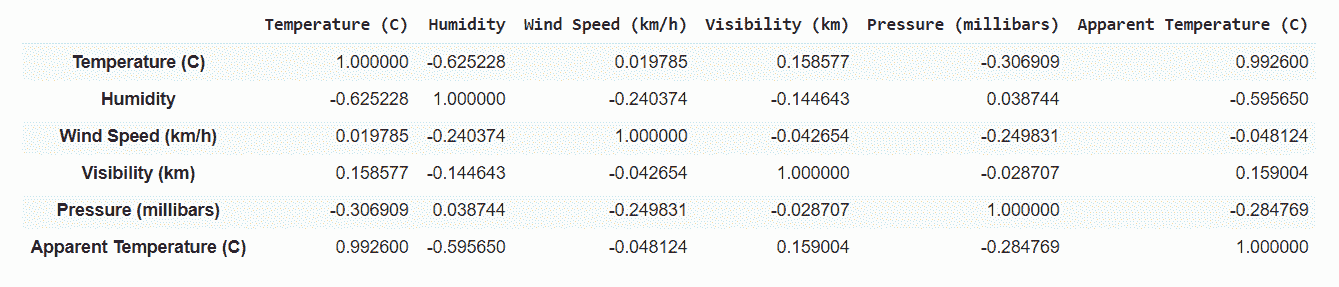 Temperature (C) Humidity Wind Speed (km/h) Visibility (km) Pressure (millibars) Apparent Temperature (C)
Temperature (C) 1.000000 -0.625228 0.019785 0.158577 -0.306909 0.992600
Humidity -0.625228 1.000000 -0.240374 -0.144643 0.038744 -0.595650
Wind Speed (km/h) 0.019785 -0.240374 1.000000 -0.042654 -0.249831 -0.048124
Visibility (km) 0.158577 -0.144643 -0.042654 1.000000 -0.028707 0.159004
Pressure (millibars) -0.306909 0.038744 -0.249831 -0.028707 1.000000 -0.284769
Apparent Temperature (C) 0.992600 -0.595650 -0.048124 0.159004 -0.284769 1.000000